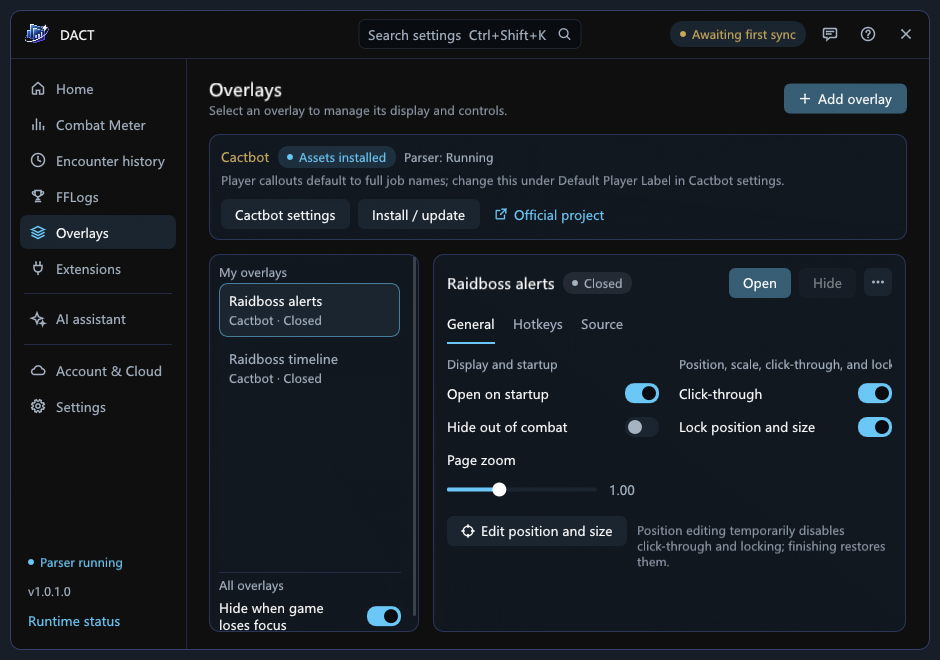 DACT
Search settings Ctrl+Shift+K
Awaiting first sync
Home
Combat Meter
Encounter history
FFLogs
Overlays
Extensions
AI assistant
Account & Cloud
Settings
Parser running
v1.0.1.0
Runtime status
Overlays
Select an overlay to manage its display and controls.
+ Add overlay
Cactbot
Assets installed
Parser: Running
Player callouts default to full job names; change this under Default Player Label in Cactbot settings.
Cactbot settings
Install / update
Official project
My overlays
Raidboss alerts
Cactbot · Closed
Raidboss timeline
Cactbot · Closed
All overlays
Hide when game
loses focus
Raidboss alerts
Closed
Open
Hide
General
Hotkeys
Source
Display and startup
Open on startup
Hide out of combat
Page zoom
1.00
Position, scale, click-through, and lock
Click-through
Lock position and size
Edit position and size
Position editing temporarily disables
click-through and locking; finishing restores
them.